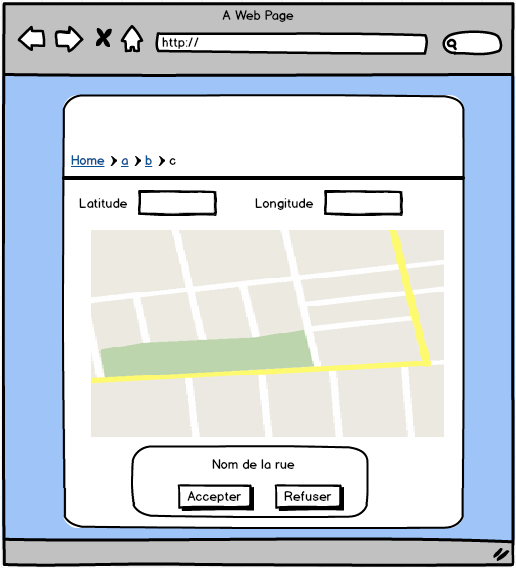 A Web Page
http://
Home a b c
Latitude Longitude
Nom de la rue
Accepter Refuser